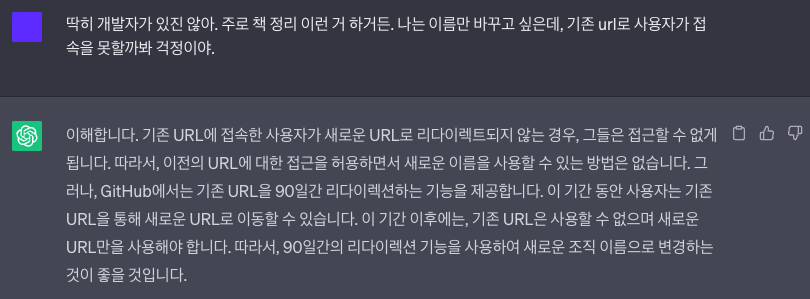 딱히 개발자가 있진 않아. 주로 책 정리 이런 거 하거든. 나는 이름만 바꾸고 싶은데, 기존 url로 사용자가 접
속을 못할까봐 걱정이야.
이해합니다. 기존 URL에 접속한 사용자가 새로운 URL로 리다이렉트되지 않는 경우, 그들은 접근할 수 없게
됩니다. 따라서, 이전의 URL에 대한 접근을 허용하면서 새로운 이름을 사용할 수 있는 방법은 없습니다. 그
러나, GitHub에서는 기존 URL을 90일간 리다이렉션하는 기능을 제공합니다. 이 기간 동안 사용자는 기존
URL을 통해 새로운 URL로 이동할 수 있습니다. 이 기간 이후에는, 기존 URL은 사용할 수 없으며 새로운
URL만을 사용해야 합니다. 따라서, 90일간의 리다이렉션 기능을 사용하여 새로운 조직 이름으로 변경하는
것이 좋을 것입니다.